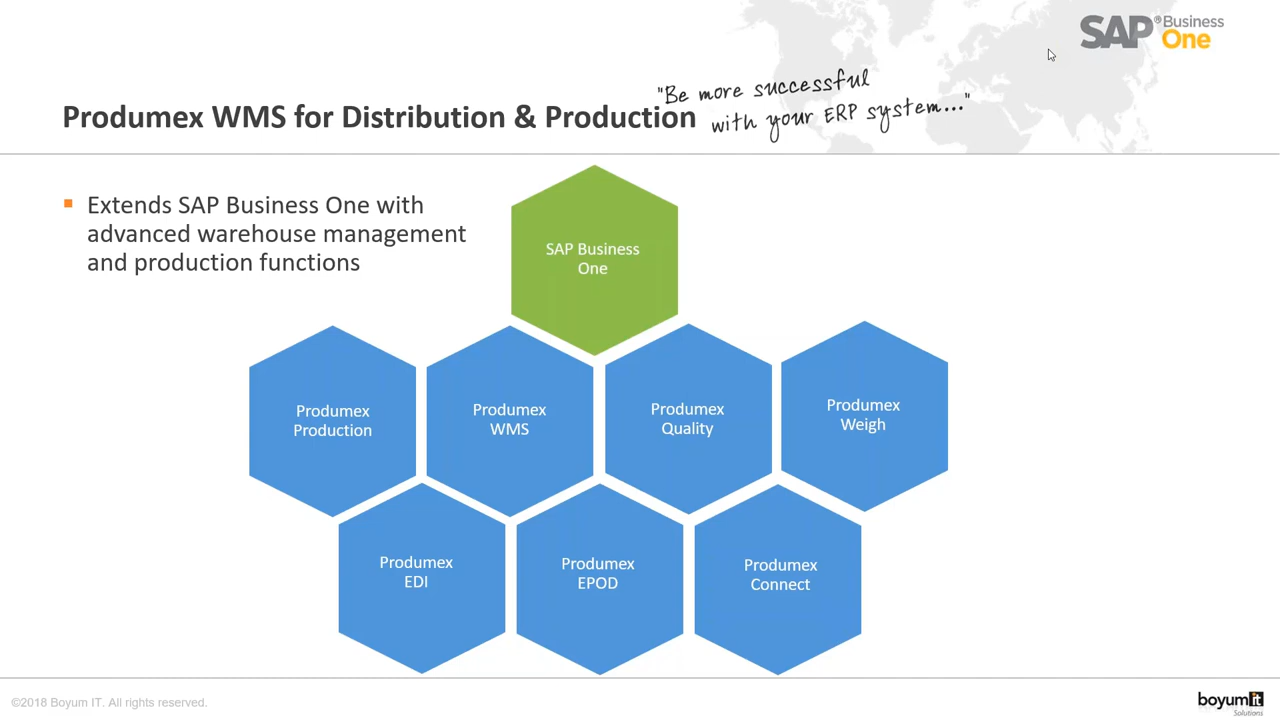 SAP® Business
One
"Be more successful
with your ERP system..."
Produmex WMS for Distribution & Production
▪ Extends SAP Business One with
advanced warehouse management
and production functions
SAP Business
One
Produmex
Production
Produmex
WMS
Produmex
Quality
Produmex
Weigh
Produmex
EDI
Produmex
EPOD
Produmex
Connect
©2018 Boyum IT. All rights reserved.
boyumit
Solutions